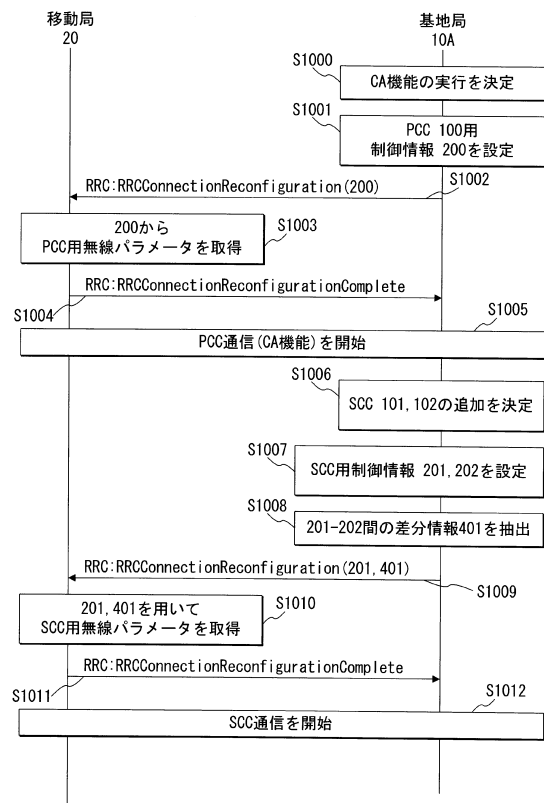 移動局
20
基地局
10A
S1000
CA機能の実行を決定
S1001
PCC 100用
制御情報 200を設定
RRC:RRCConnectionReconfiguration(200)
S1002
200から
PCC用無線パラメータを取得
S1003
RRC:RRCConnectionReconfigurationComplete
S1004
S1005
PCC通信(CA機能)を開始
S1006
SCC 101,102の追加を決定
S1007
SCC用制御情報 201,202を設定
S1008
201-202間の差分情報401を抽出
RRC:RRCConnectionReconfiguration(201,401)
S1009
201,401を用いて
SCC用無線パラメータを取得
S1010
RRC:RRCConnectionReconfigurationComplete
S1011
S1012
SCC通信を開始